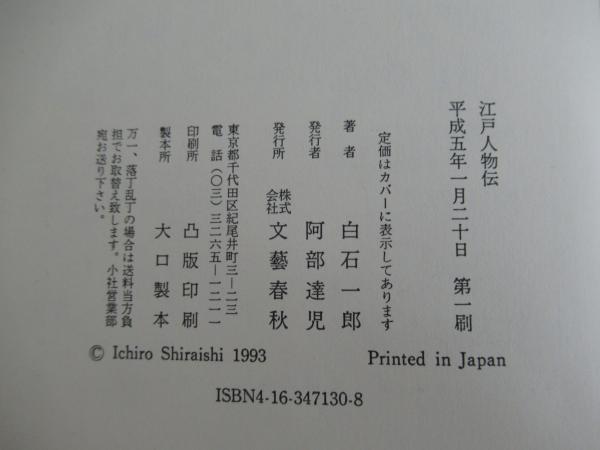 江戸人物伝
平成五年一月二十日　第一刷
定価はカバーに表示してあります
著者　白石一郎
発行者　阿部達児
発行所　株式会社　文藝春秋
東京都千代田区紀尾井町三―二三
電話(〇三)三二六五―一二一一
印刷所　凸版印刷
製本所　大口製本
万一、落丁乱丁の場合は送料当方負
担でお取替え致します。小社営業部
宛お送り下さい。
© Ichiro Shiraishi 1993　Printed in Japan
ISBN4-16-347130-8